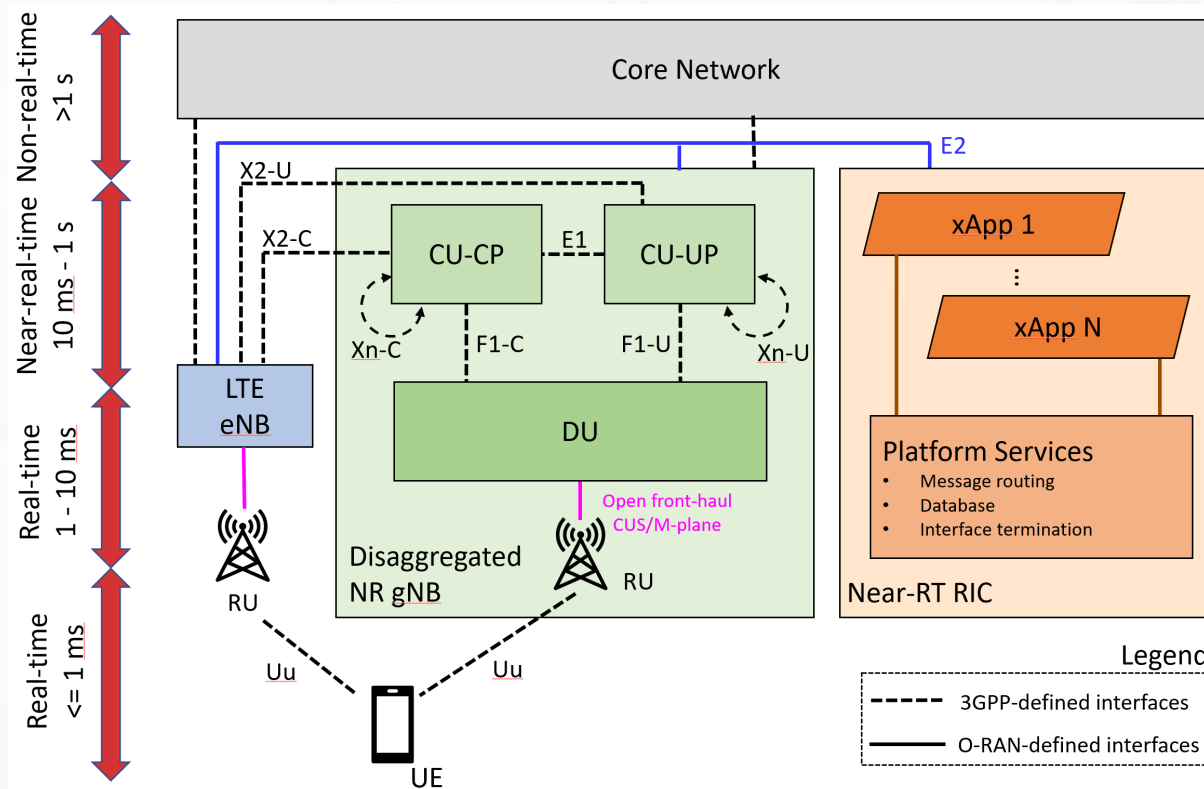 Non-real-time
>1 s
Near-real-time
10 ms - 1 s
Real-time
1 - 10 ms
Real-time
<= 1 ms
Core Network
E2
X2-U
X2-C
CU-CP
E1
CU-UP
Xn-C
F1-C
F1-U
Xn-U
LTE
eNB
DU
Open front-haul
CUS/M-plane
Disaggregated
NR gNB
RU
RU
Uu
Uu
UE
xApp 1
⋮
xApp N
Platform Services
• Message routing
• Database
• Interface termination
Near-RT RIC
Legend
3GPP-defined interfaces
O-RAN-defined interfaces